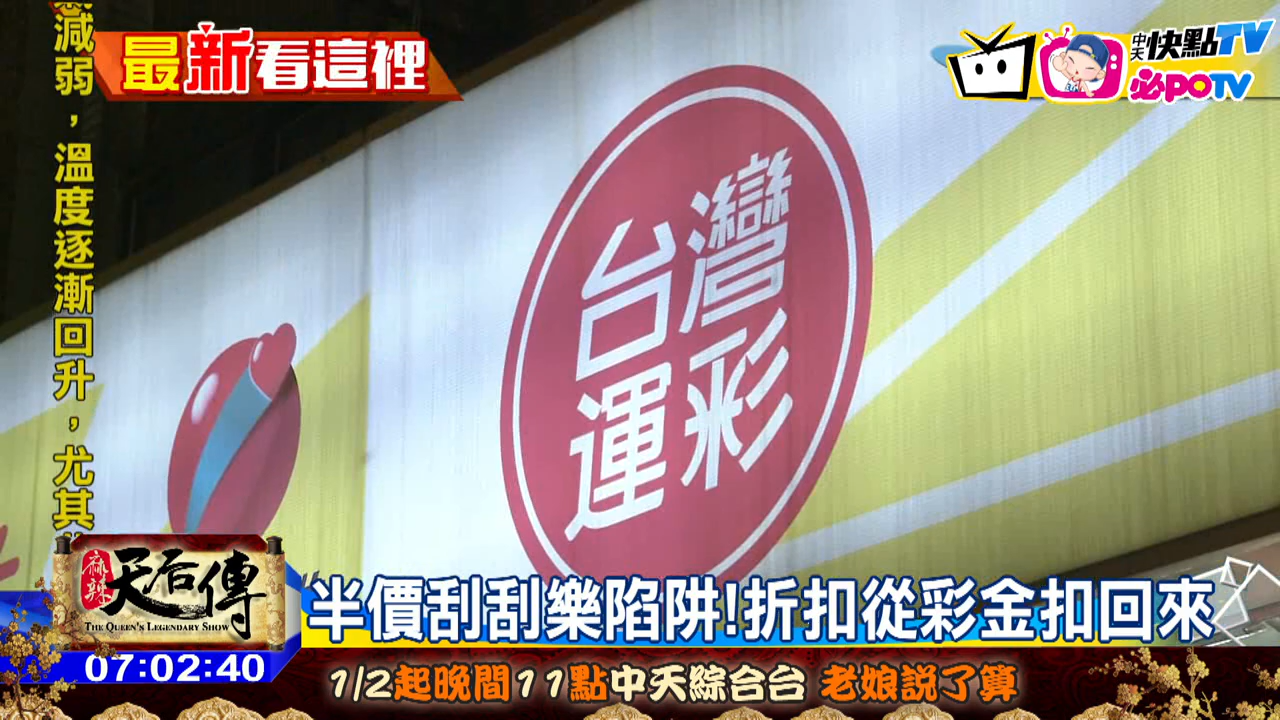 最新看這裡
中天快點TV
必POTV
減弱，溫度逐漸回升，尤其
台灣
運彩
麻辣
天后傳
THE QUEEN'S LEGENDARY SHOW
半價刮刮樂陷阱!折扣從彩金扣回來
07:02:40
1/2起晚間11點中天綜合台 老娘說了算